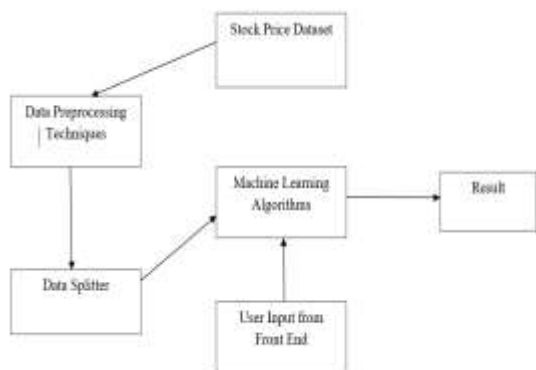 Stock Price Dataset
Data Preprocessing
Techniques
Machine Learning
Algorithms
Result
Data Splitter
User Input from
Front End